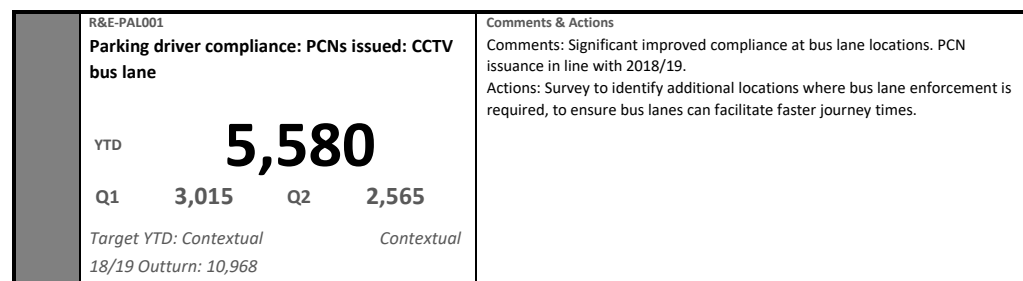 R&E-PAL001
Parking driver compliance: PCNs issued: CCTV
bus lane
YTD 5,580
Q1 3,015 Q2 2,565
Target YTD: Contextual Contextual
18/19 Outturn: 10,968
Comments & Actions
Comments: Significant improved compliance at bus lane locations. PCN
issuance in line with 2018/19.
Actions: Survey to identify additional locations where bus lane enforcement is
required, to ensure bus lanes can facilitate faster journey times.